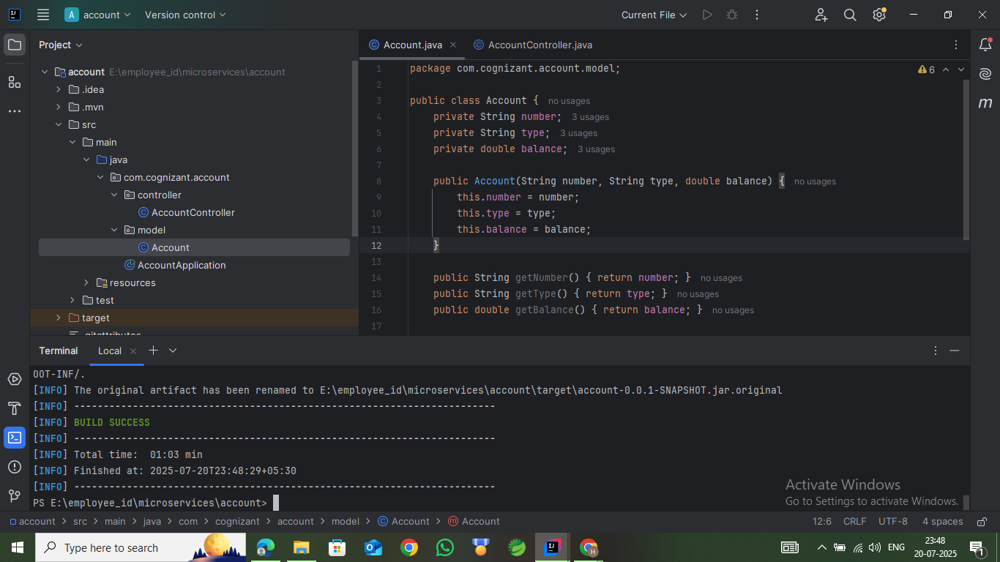 A account Version control Current File
Project
Account.java AccountController.java
account E:\employee_id\microservices\account
.idea
.mvn
src
main
java
com.cognizant.account
controller
AccountController
model
Account
AccountApplication
resources
test
target
.gitattributes
6
1 package com.cognizant.account.model;
2
3 public class Account { no usages
4 private String number; 3 usages
5 private String type; 3 usages
6 private double balance; 3 usages
7
8 public Account(String number, String type, double balance) { no usages
9 this.number = number;
10 this.type = type;
11 this.balance = balance;
12 }
13
14 public String getNumber() { return number; } no usages
15 public String getType() { return type; } no usages
16 public double getBalance() { return balance; } no usages
17
m
Terminal Local
OOT-INF/.
[INFO] The original artifact has been renamed to E:\employee_id\microservices\account\target\account-0.0.1-SNAPSHOT.jar.original
[INFO] ------------------------------------------------------------------------
[INFO] BUILD SUCCESS
[INFO] ------------------------------------------------------------------------
[INFO] Total time:  01:03 min
[INFO] Finished at: 2025-07-20T23:48:29+05:30
[INFO] ------------------------------------------------------------------------
PS E:\employee_id\microservices\account>
Activate Windows
Go to Settings to activate Windows.
account > src > main > java > com > cognizant > account > model > Account > Account 12:6 CRLF UTF-8 4 spaces
Type here to search
ENG
23:48
20-07-2025
1